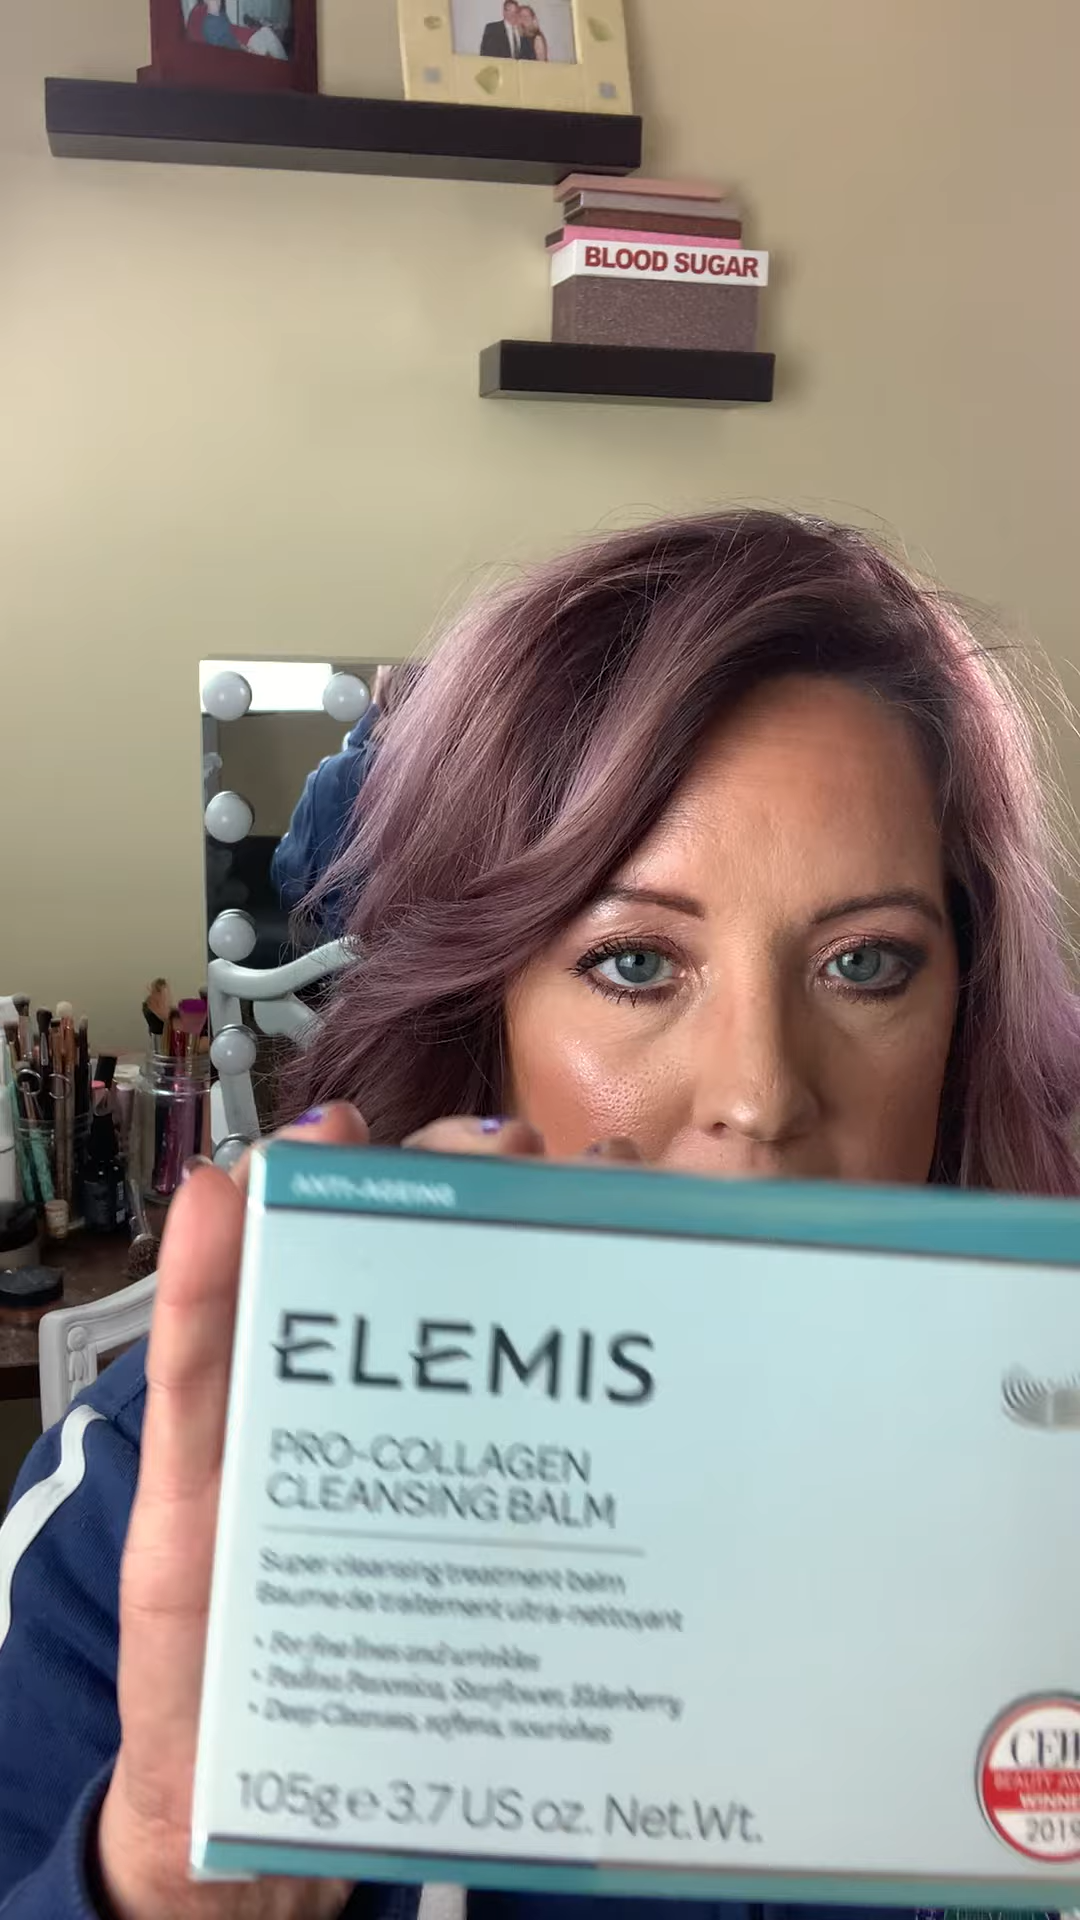 BLOOD SUGAR
ANTI-AGEING
ELEMIS
PRO-COLLAGEN
CLEANSING BALM
Super cleansing treatment balm
Baume de traitement ultra-nettoyant
• For fine lines and wrinkles
• Padina Pavonica, Starflower, Elderberry
• Deep Cleanses, softens, nourishes
105g e 3.7 US oz. Net.Wt.
BEAUTY
2019